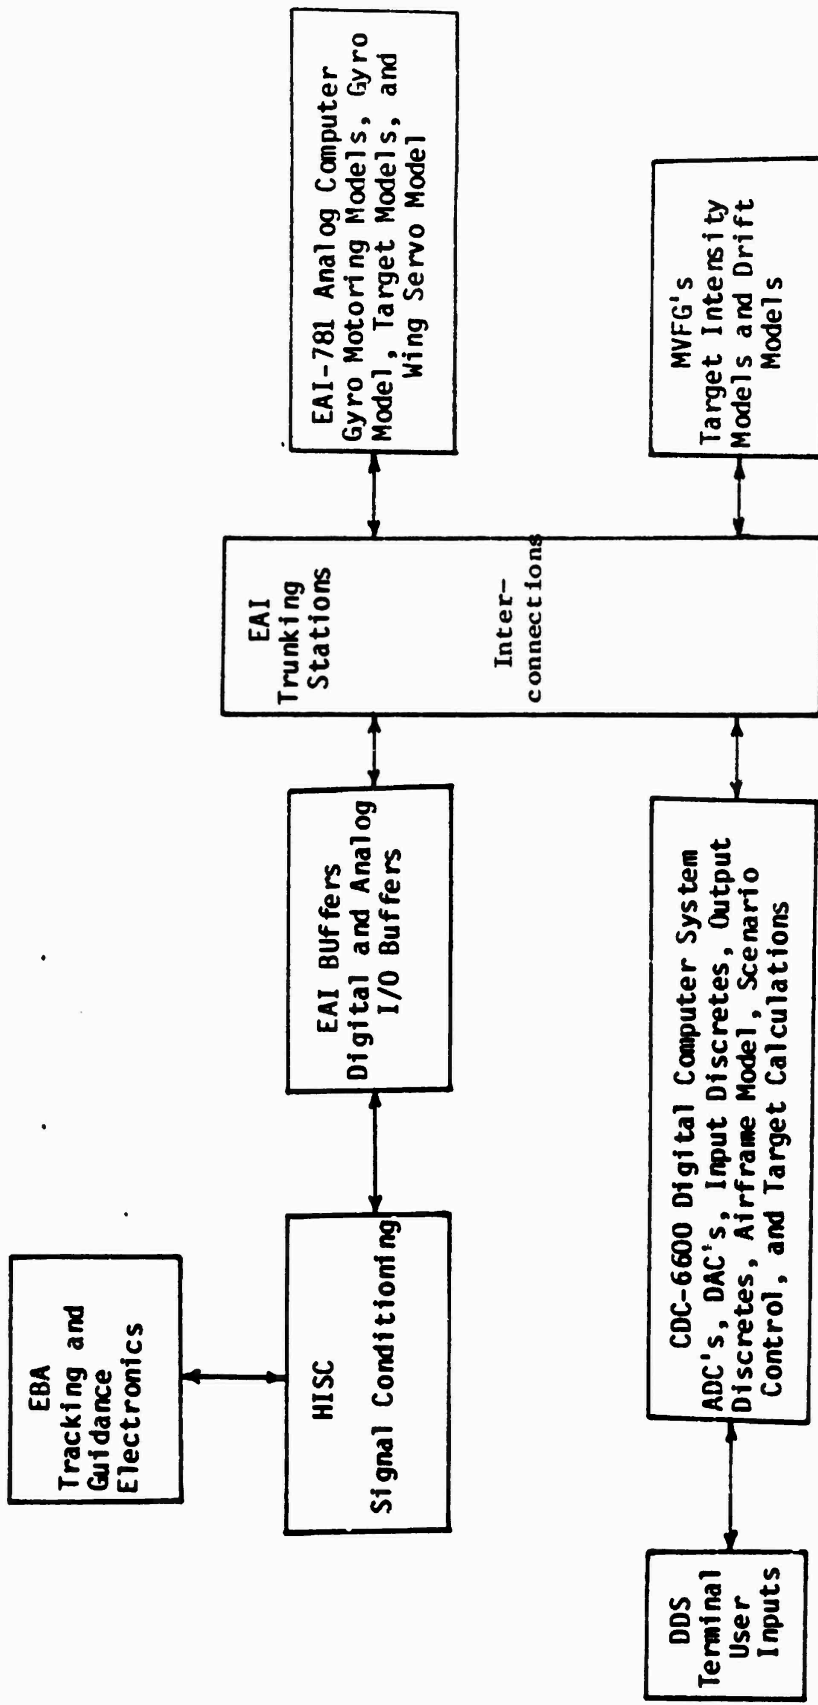 EBA
Tracking and
Guidance
Electronics
HISC
Signal Conditioning
EAI BUffers
Digital and Analog
I/O Buffers
EAI
Trunking
Stations
Inter-
connections
EAI-781 Analog Computer
Gyro Motoring Models, Gyro
Model, Target Models, and
Wing Servo Model
DDS
Terminal
User
Inputs
CDC-6600 Digital Computer System
ADC's, DAC's, Input Discretes, Output
Discretes, Airframe Model, Scenario
Control, and Target Calculations
MVFG's
Target Intensity
Models and Drift
Models